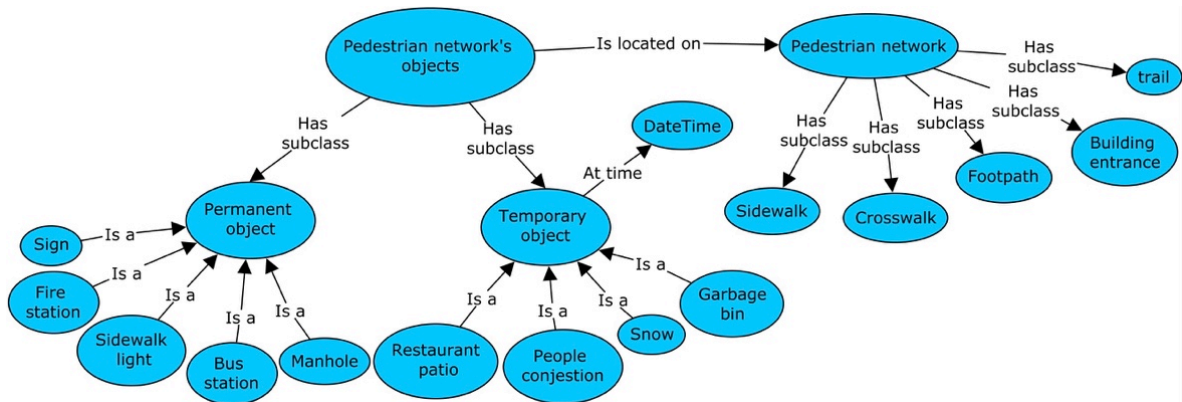 Pedestrian network's
objects
Is located on
Pedestrian network
Has
subclass
trail
Has
subclass
Building
entrance
Has
subclass
Footpath
Has
subclass
Crosswalk
Has
subclass
Sidewalk
Has
subclass
Has
subclass
DateTime
At time
Permanent
object
Temporary
object
Sign
Is a
Fire
station
Is a
Sidewalk
light
Is a
Bus
station
Is a
Manhole
Is a
Restaurant
patio
Is a
People
conjestion
Is a
Snow
Is a
Garbage
bin
Is a